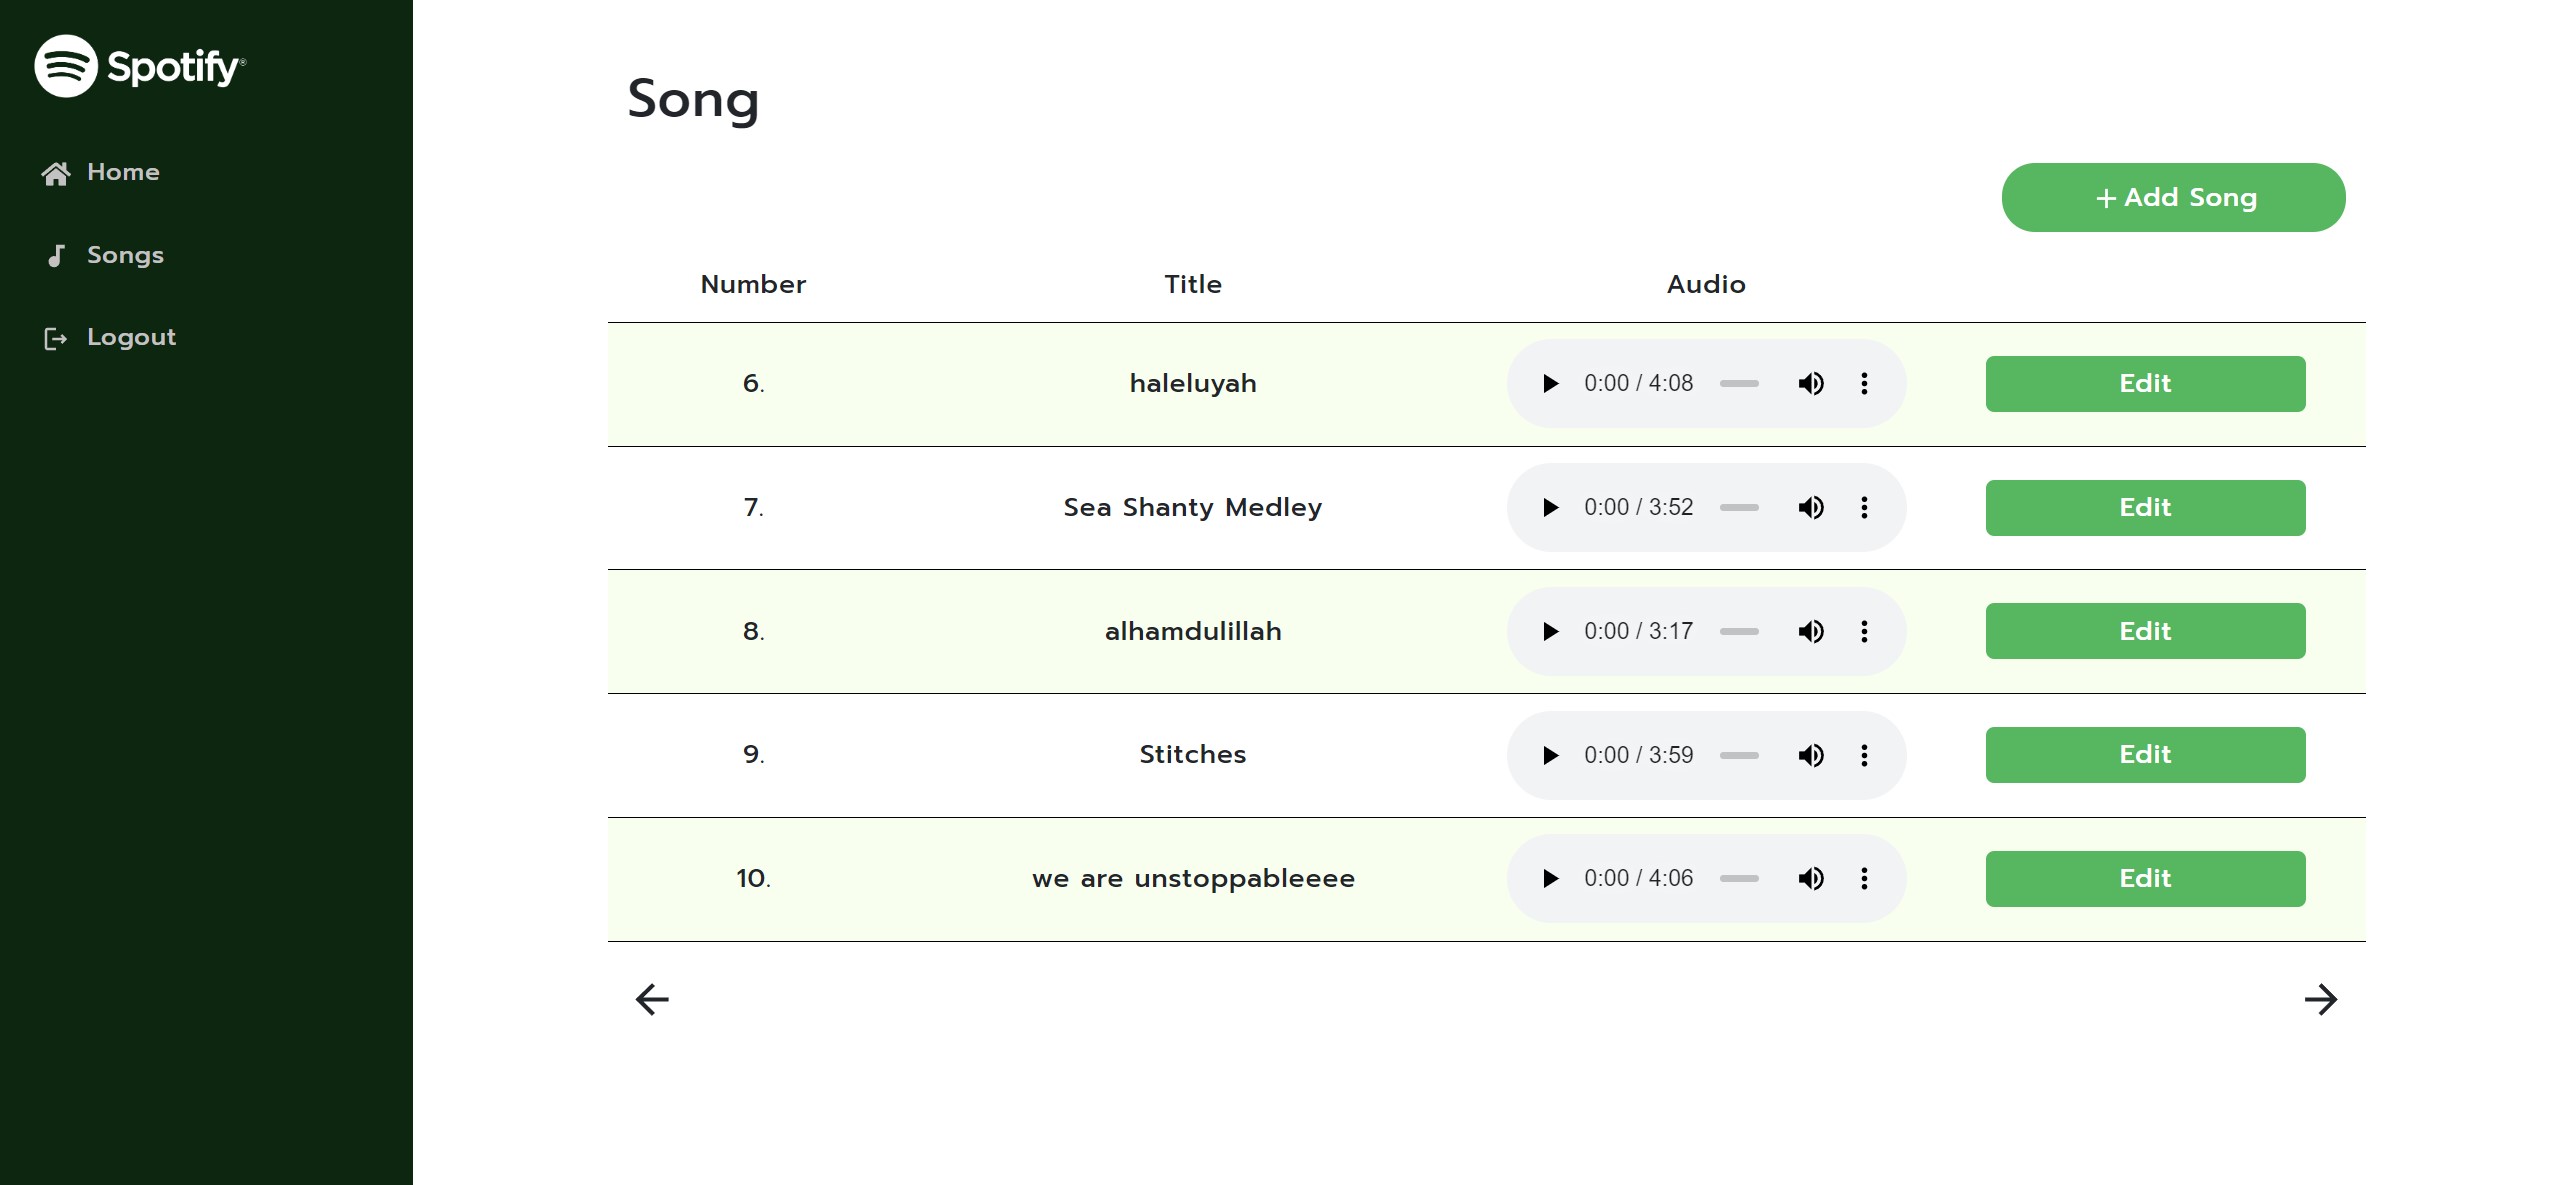 Spotify®
Home
Songs
Logout
Song
+ Add Song
Number Title Audio
6. haleluyah 0:00 / 4:08 Edit
7. Sea Shanty Medley 0:00 / 3:52 Edit
8. alhamdulillah 0:00 / 3:17 Edit
9. Stitches 0:00 / 3:59 Edit
10. we are unstoppableeee 0:00 / 4:06 Edit